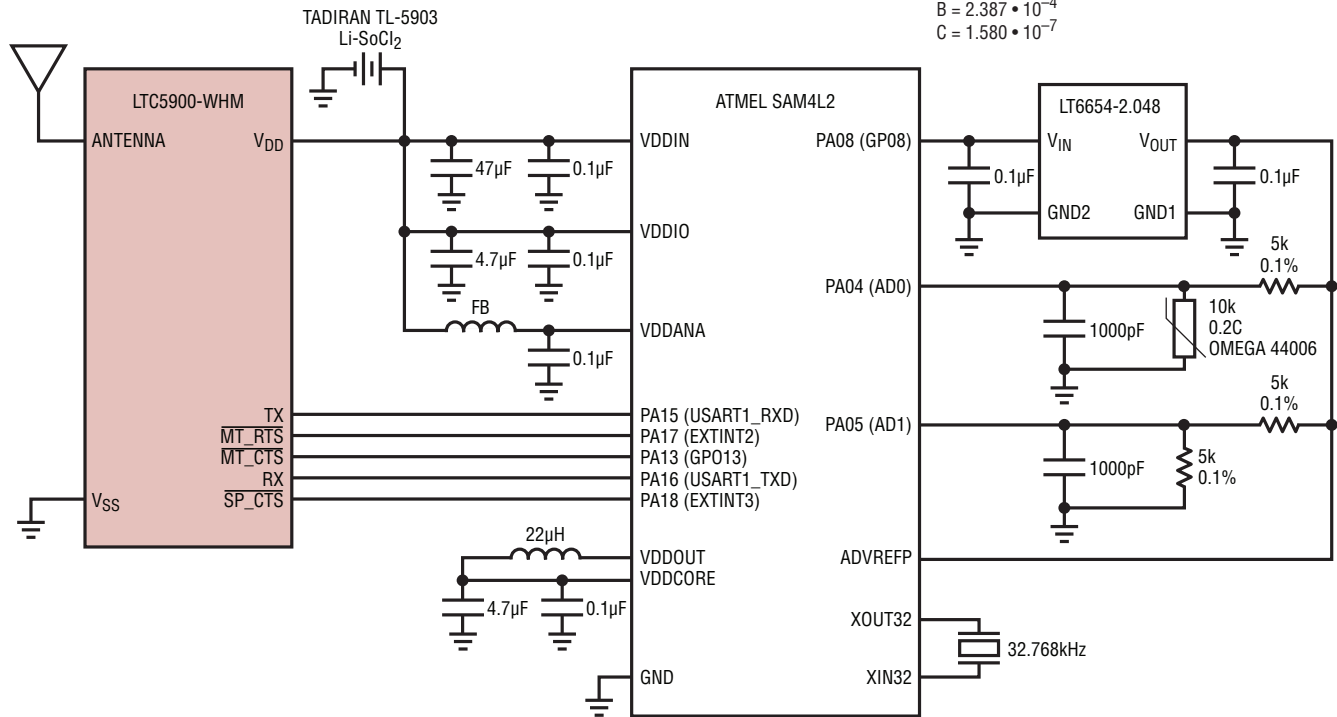 TADIRAN TL-5903
Li-SoCl2
B = 2.387 • 10–4
C = 1.580 • 10–7
LTC5900-WHM
ANTENNA
VDD
TX
MT_RTS
MT_CTS
RX
SP_CTS
VSS
47µF
0.1µF
4.7µF
0.1µF
FB
0.1µF
22µH
4.7µF
0.1µF
ATMEL SAM4L2
VDDIN
VDDIO
VDDANA
PA15 (USART1_RXD)
PA17 (EXTINT2)
PA13 (GPO13)
PA16 (USART1_TXD)
PA18 (EXTINT3)
VDDOUT
VDDCORE
GND
PA08 (GP08)
PA04 (AD0)
PA05 (AD1)
ADVREFP
XOUT32
XIN32
LT6654-2.048
VIN
VOUT
GND2
GND1
0.1µF
0.1µF
5k
0.1%
1000pF
10k
0.2C
OMEGA 44006
5k
0.1%
1000pF
5k
0.1%
32.768kHz